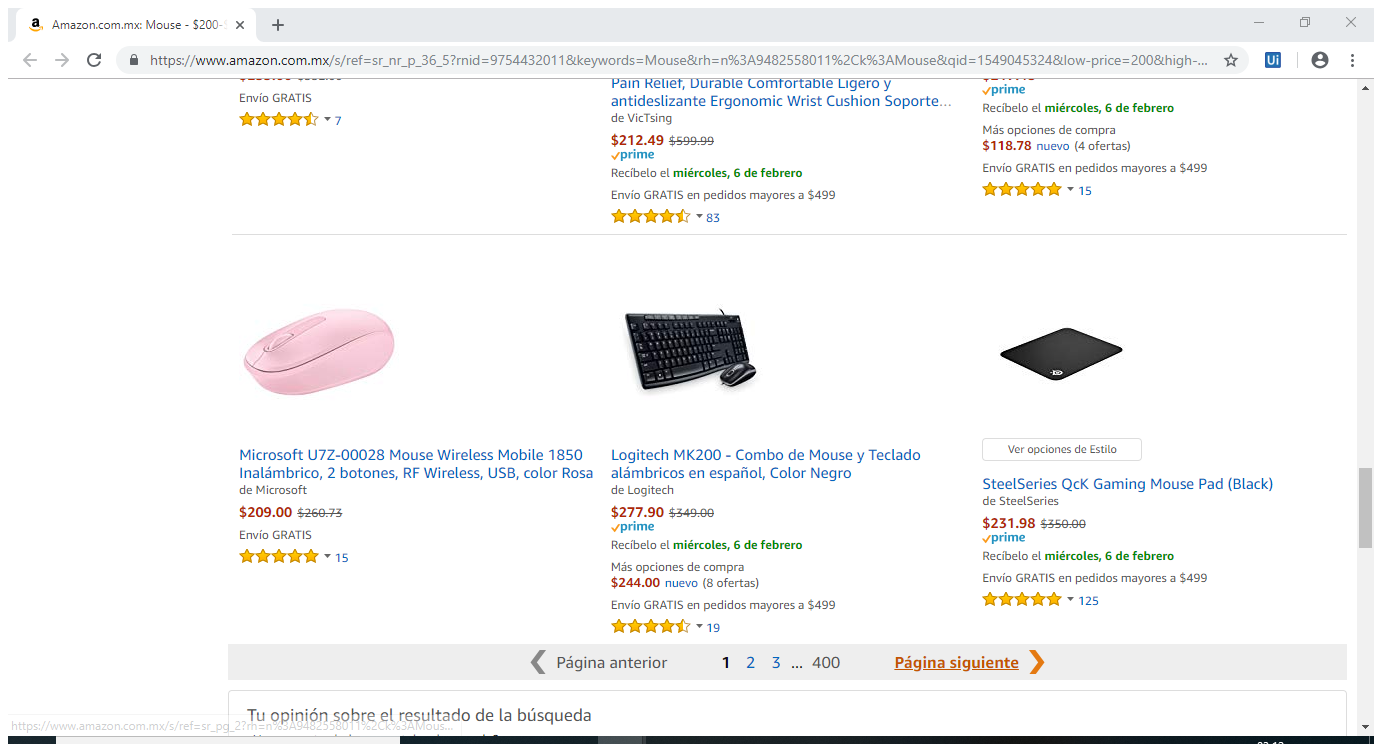 Amazon.com.mx: Mouse - $200-
https://www.amazon.com.mx/s/ref=sr_nr_p_36_5?rnid=9754432011&keywords=Mouse&rh=n%3A9482558011%2Ck%3AMouse&qid=1549045324&low-price=200&high-...
Envío GRATIS
7
Pain Relief, Durable Comfortable Ligero y
antideslizante Ergonomic Wrist Cushion Soporte...
de VicTsing
$212.49 $599.99
prime
Recíbelo el miércoles, 6 de febrero
Envío GRATIS en pedidos mayores a $499
83
prime
Recíbelo el miércoles, 6 de febrero
Más opciones de compra
$118.78 nuevo (4 ofertas)
Envío GRATIS en pedidos mayores a $499
15
Microsoft U7Z-00028 Mouse Wireless Mobile 1850
Inalámbrico, 2 botones, RF Wireless, USB, color Rosa
de Microsoft
$209.00 $260.73
Envío GRATIS
15
Logitech MK200 - Combo de Mouse y Teclado
alámbricos en español, Color Negro
de Logitech
$277.90 $349.00
prime
Recíbelo el miércoles, 6 de febrero
Más opciones de compra
$244.00 nuevo (8 ofertas)
Envío GRATIS en pedidos mayores a $499
19
Ver opciones de Estilo
SteelSeries QcK Gaming Mouse Pad (Black)
de SteelSeries
$231.98 $350.00
prime
Recíbelo el miércoles, 6 de febrero
Envío GRATIS en pedidos mayores a $499
125
Página anterior 1 2 3 ... 400 Página siguiente
Tu opinión sobre el resultado de la búsqueda
https://www.amazon.com.mx/s/ref=sr_pg_2?rh=n%3A9482558011%2Ck%3AMous...